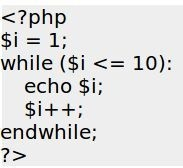 <?php
$i = 1;
while ($i <= 10):
    echo $i;
    $i++;
endwhile;
?>